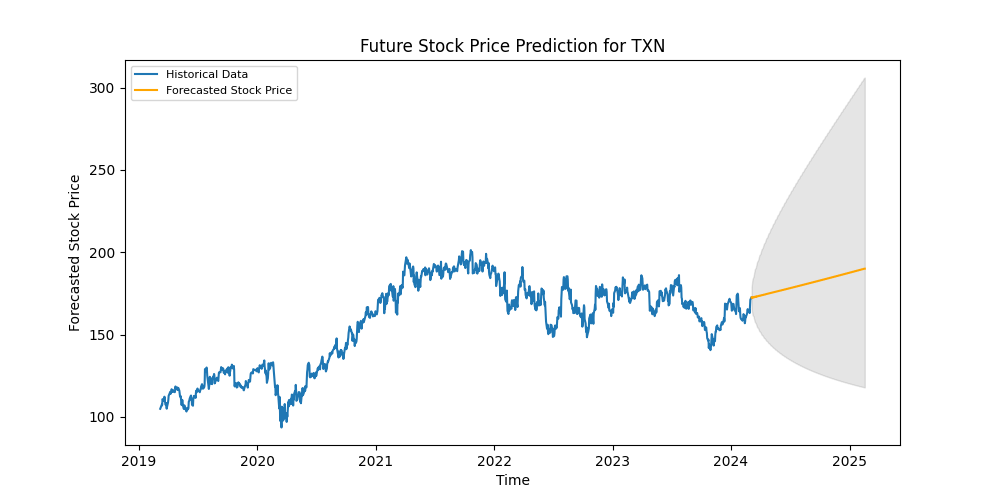 Future Stock Price Prediction for TXN
Historical Data
Forecasted Stock Price
300
250
200
150
100
Forecasted Stock Price
2019 2020 2021 2022 2023 2024 2025
Time